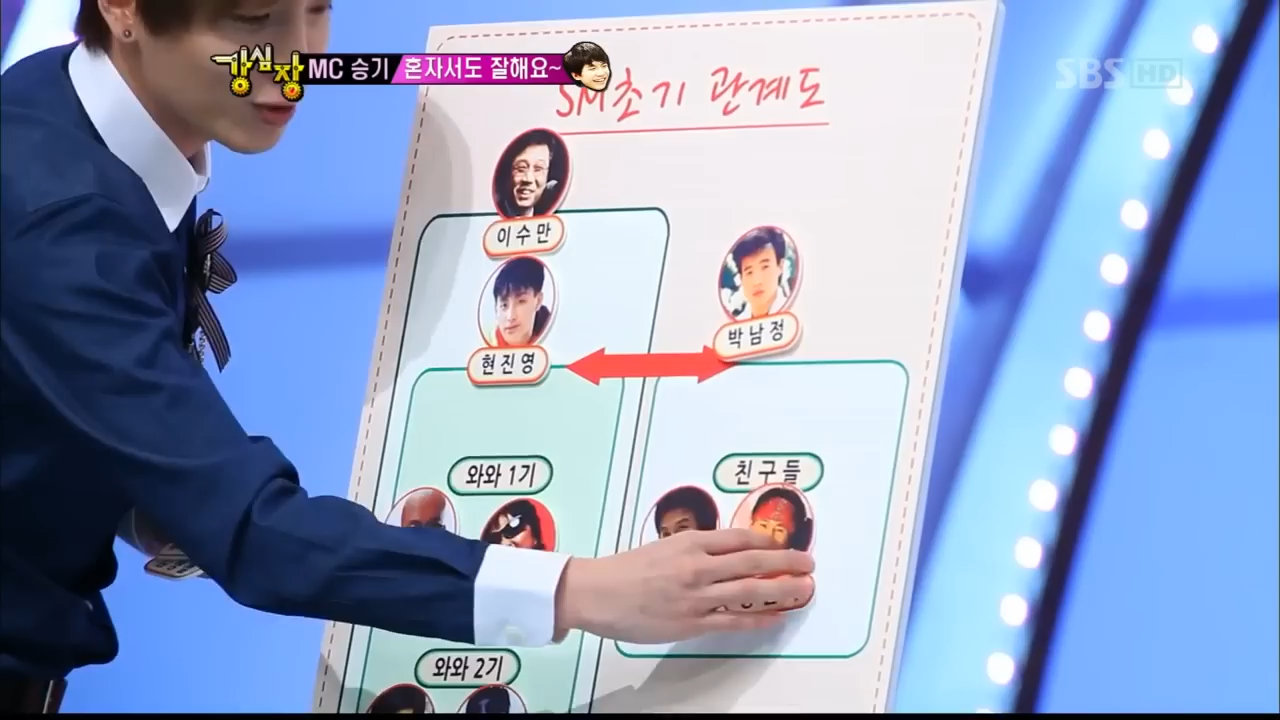 강심장 MC 승기 혼자서도 잘해요~
SBS HD
SM초기 관계도
이수만
박남정
현진영
와와 1기
친구들
와와 2기